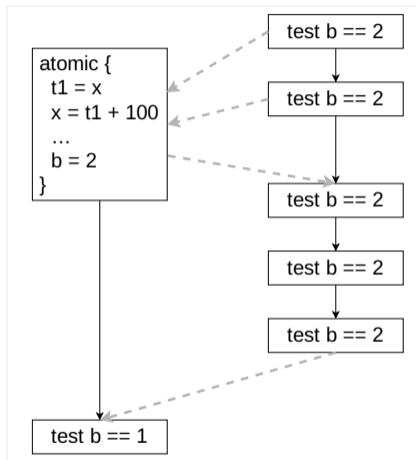 test b == 2
atomic {
t1 = x
x = t1 + 100
...
b = 2
}
test b == 2
test b == 2
test b == 2
test b == 2
test b == 1